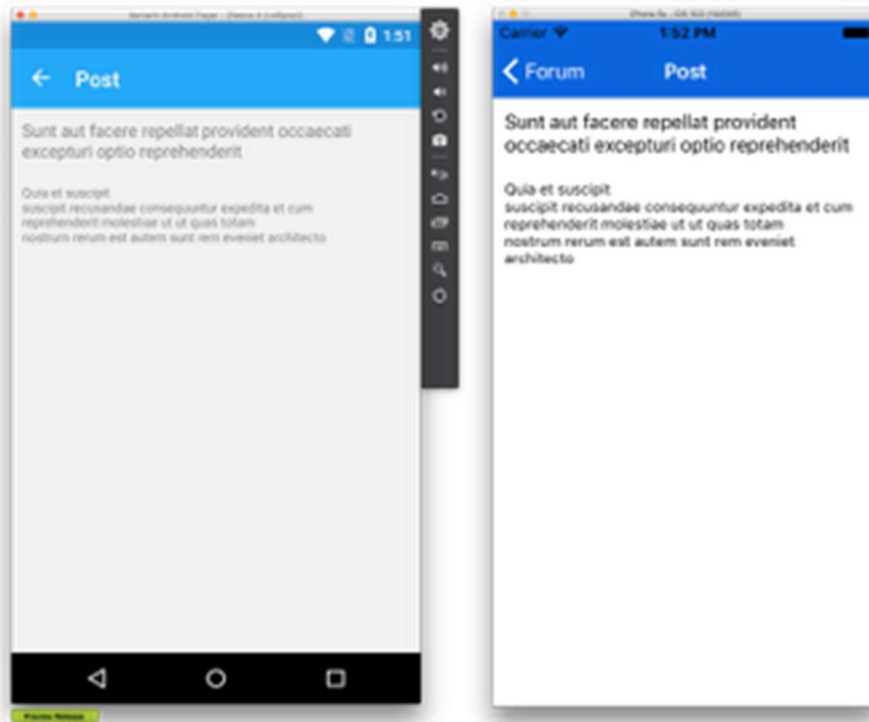 1:51
Post
Sunt aut facere repellat provident occaecati
excepturi optio reprehenderit
Quia et suscipit
suscipit recusandae consequuntur expedita et cum
reprehenderit molestiae ut ut quas totam
nostrum rerum est autem sunt rem eveniet architecto
Preview Release
Carrier
1:52 PM
Forum
Post
Sunt aut facere repellat provident
occaecati excepturi optio reprehenderit
Quia et suscipit
suscipit recusandae consequuntur expedita et cum
reprehenderit molestiae ut ut quas totam
nostrum rerum est autem sunt rem eveniet
architecto